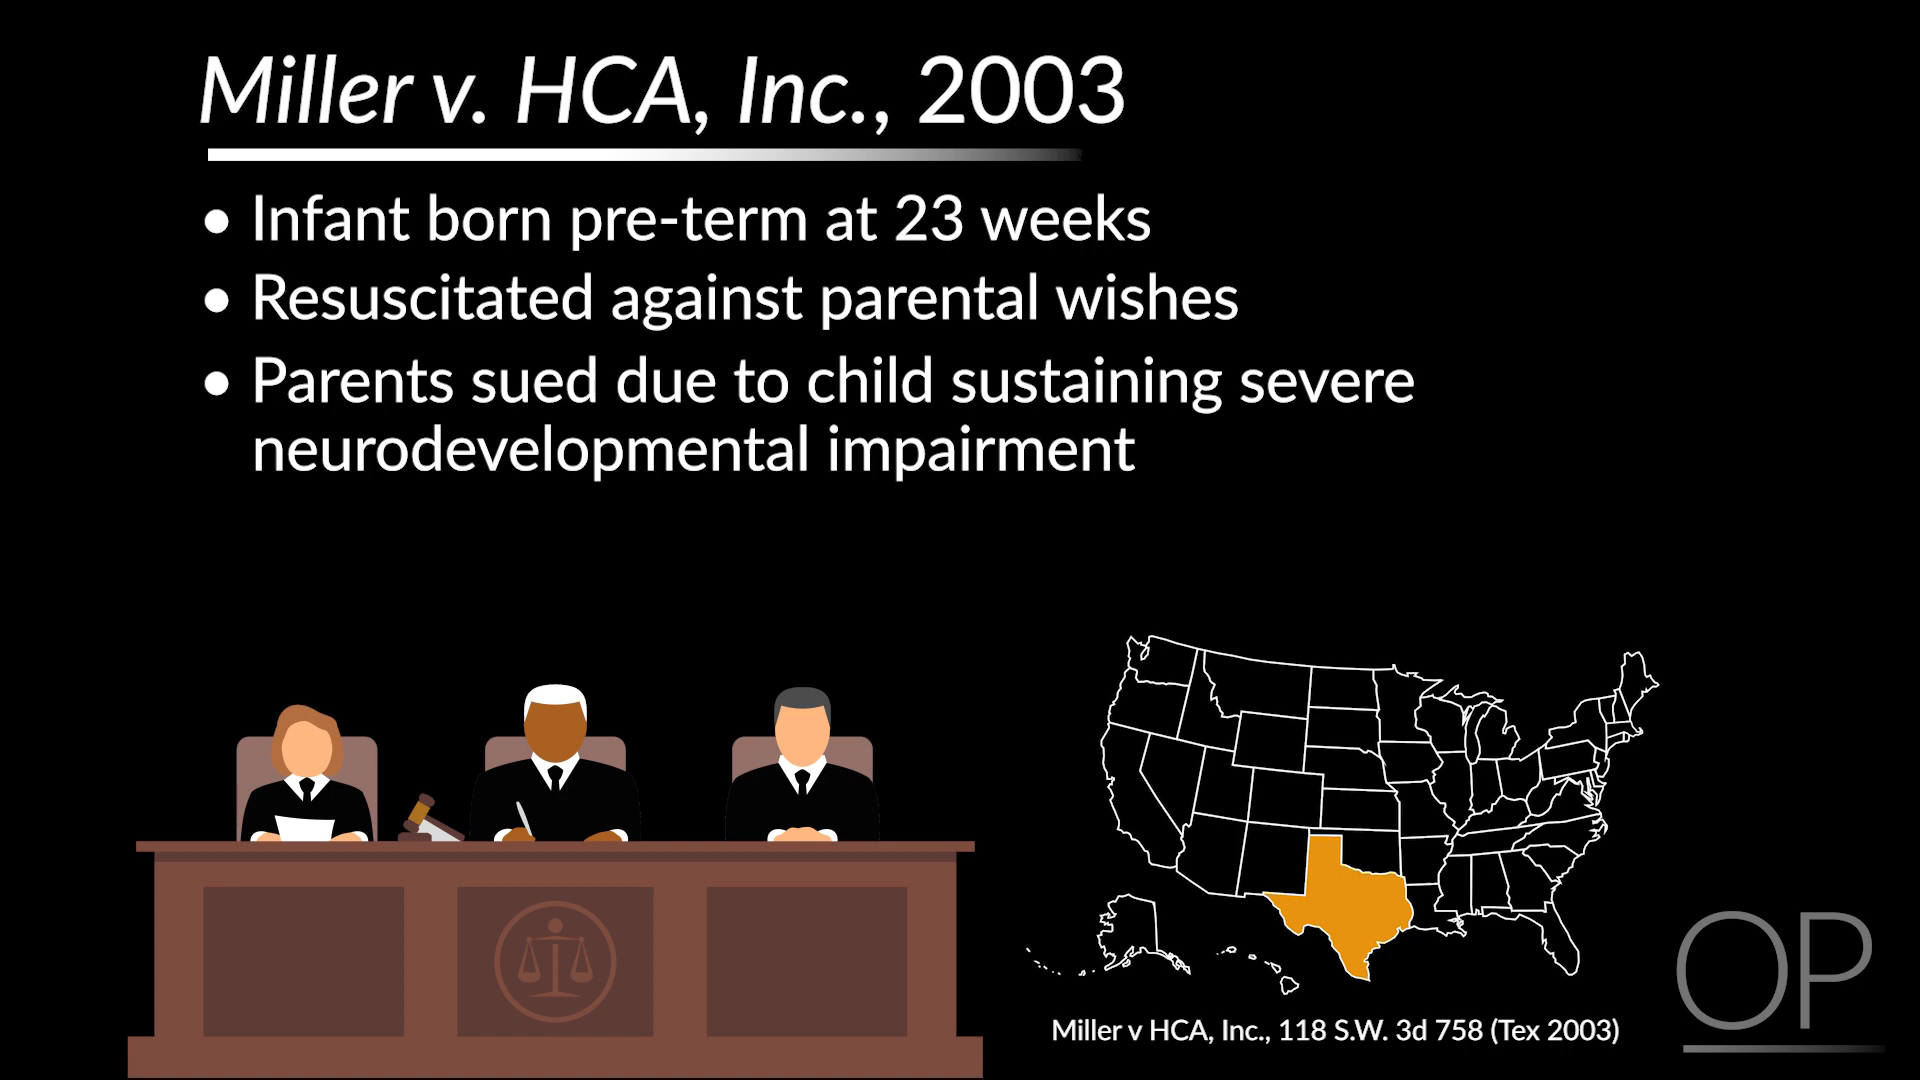 Miller v. HCA, Inc., 2003
• Infant born pre-term at 23 weeks
• Resuscitated against parental wishes
• Parents sued due to child sustaining severe
neurodevelopmental impairment
Miller v HCA, Inc., 118 S.W. 3d 758 (Tex 2003)
OP